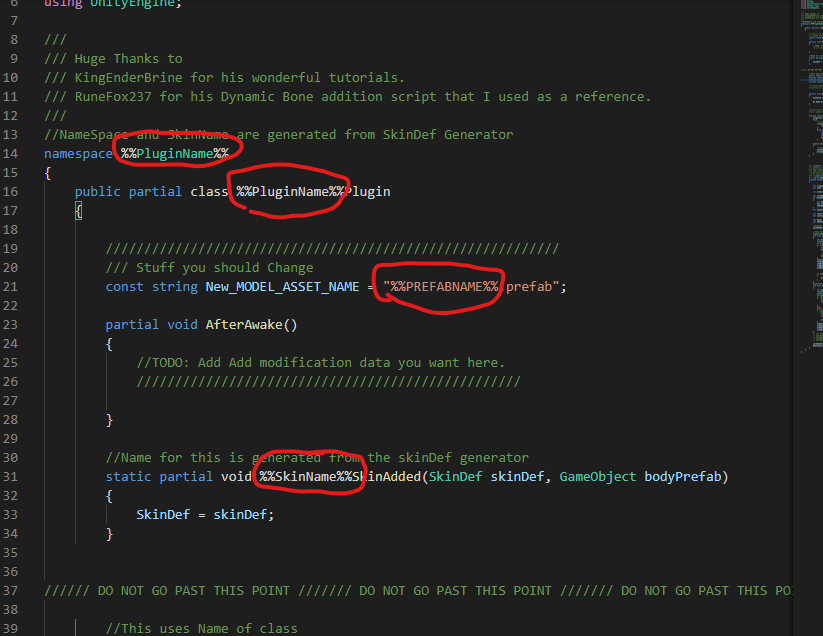 6 using UnityEngine;
7
8 ///
9 /// Huge Thanks to
10 /// KingEnderBrine for his wonderful tutorials.
11 /// RuneFox237 for his Dynamic Bone addition script that I used as a reference.
12 ///
13 //NameSpace and SkinName are generated from SkinDef Generator
14 namespace %%PluginName%%
15 {
16 public partial class %%PluginName%%Plugin
17 {
18
19 ///////////////////////////////////////////////////////////
20 /// Stuff you should Change
21 const string New_MODEL_ASSET_NAME = "%%PREFABNAME%%.prefab";
22
23 partial void AfterAwake()
24 {
25 //TODO: Add Add modification data you want here.
26 //////////////////////////////////////////////////
27
28 }
29
30 //Name for this is generated from the skinDef generator
31 static partial void %%SkinName%%SkinAdded(SkinDef skinDef, GameObject bodyPrefab)
32 {
33 SkinDef = skinDef;
34 }
35
36
37 ////// DO NOT GO PAST THIS POINT /////// DO NOT GO PAST THIS POINT /////// DO NOT GO PAST THIS PO
38
39 //This uses Name of class